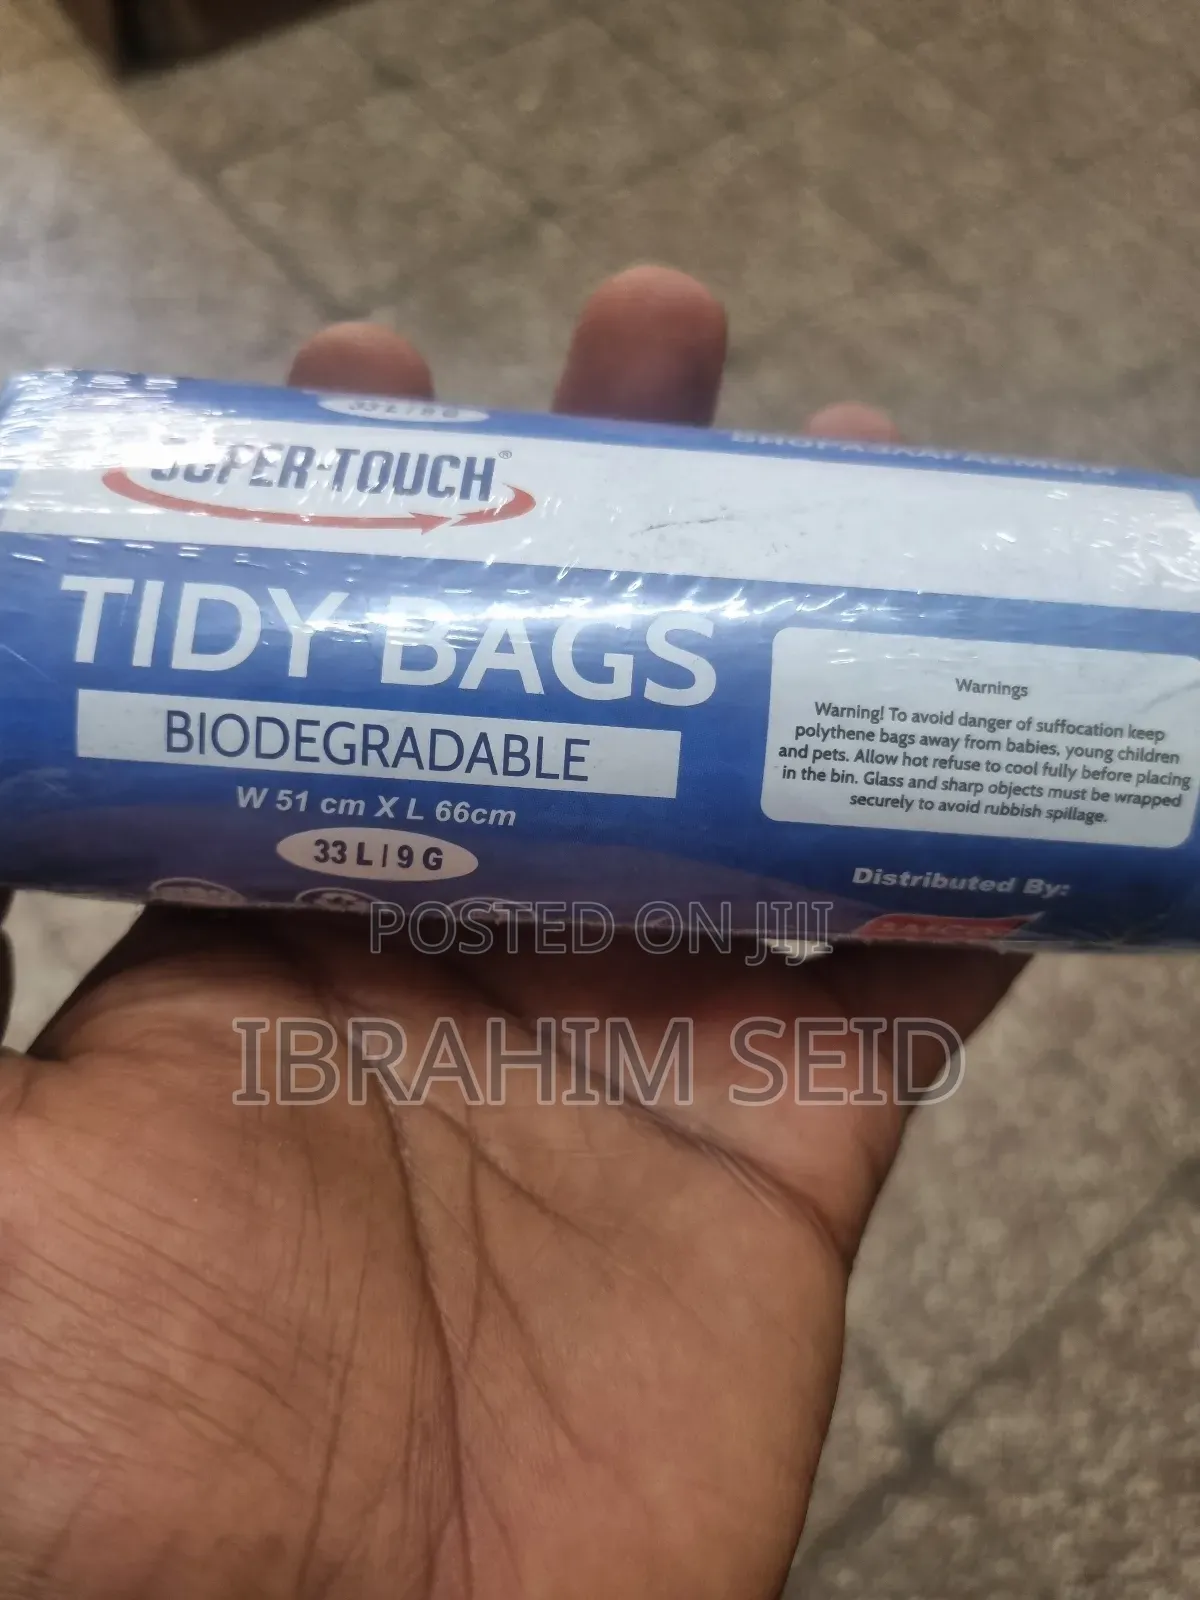 33 L | 9 G
SUPER-TOUCH®
TIDY BAGS
BIODEGRADABLE
W 51 cm X L 66cm
33 L | 9 G
Warnings
Warning! To avoid danger of suffocation keep
polythene bags away from babies, young children
and pets. Allow hot refuse to cool fully before placing
in the bin. Glass and sharp objects must be wrapped
securely to avoid rubbish spillage.
Distributed By:
POSTED ON JIJI
IBRAHIM SEID